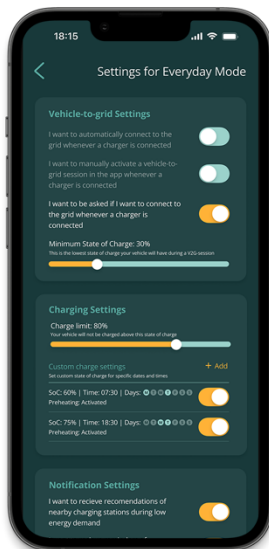 18:15
Settings for Everyday Mode
Vehicle-to-grid Settings
I want to automatically connect to the
grid whenever a charger is connected
I want to manually activate a vehicle-to-
grid session in the app whenever a
charger is connected
I want to be asked if I want to connect to
the grid whenever a charger is
connected
Minimum State of Charge: 30%
This is the lowest state of charge your vehicle will have during a V2G-session
Charging Settings
Charge limit: 80%
Your vehicle will not be charged above this state of charge
Custom charge settings
+ Add
Set custom state of charge for specific dates and times
SoC: 60% | Time: 07:30 | Days: M T W T F S S
Preheating: Activated
SoC: 75% | Time: 18:30 | Days: M T W T F S S
Preheating: Activated
Notification Settings
I want to recieve recomendations of
nearby charging stations during low
energy demand